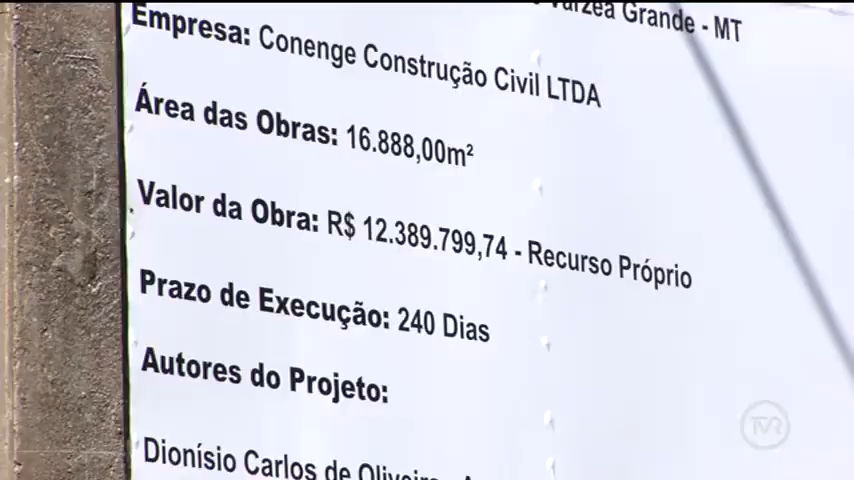 Várzea Grande - MT
Empresa: Conenge Construção Civil LTDA
Área das Obras: 16.888,00m²
Valor da Obra: R$ 12.389.799,74 - Recurso Próprio
Prazo de Execução: 240 Dias
Autores do Projeto:
Dionísio Carlos de Oliveira
TVR